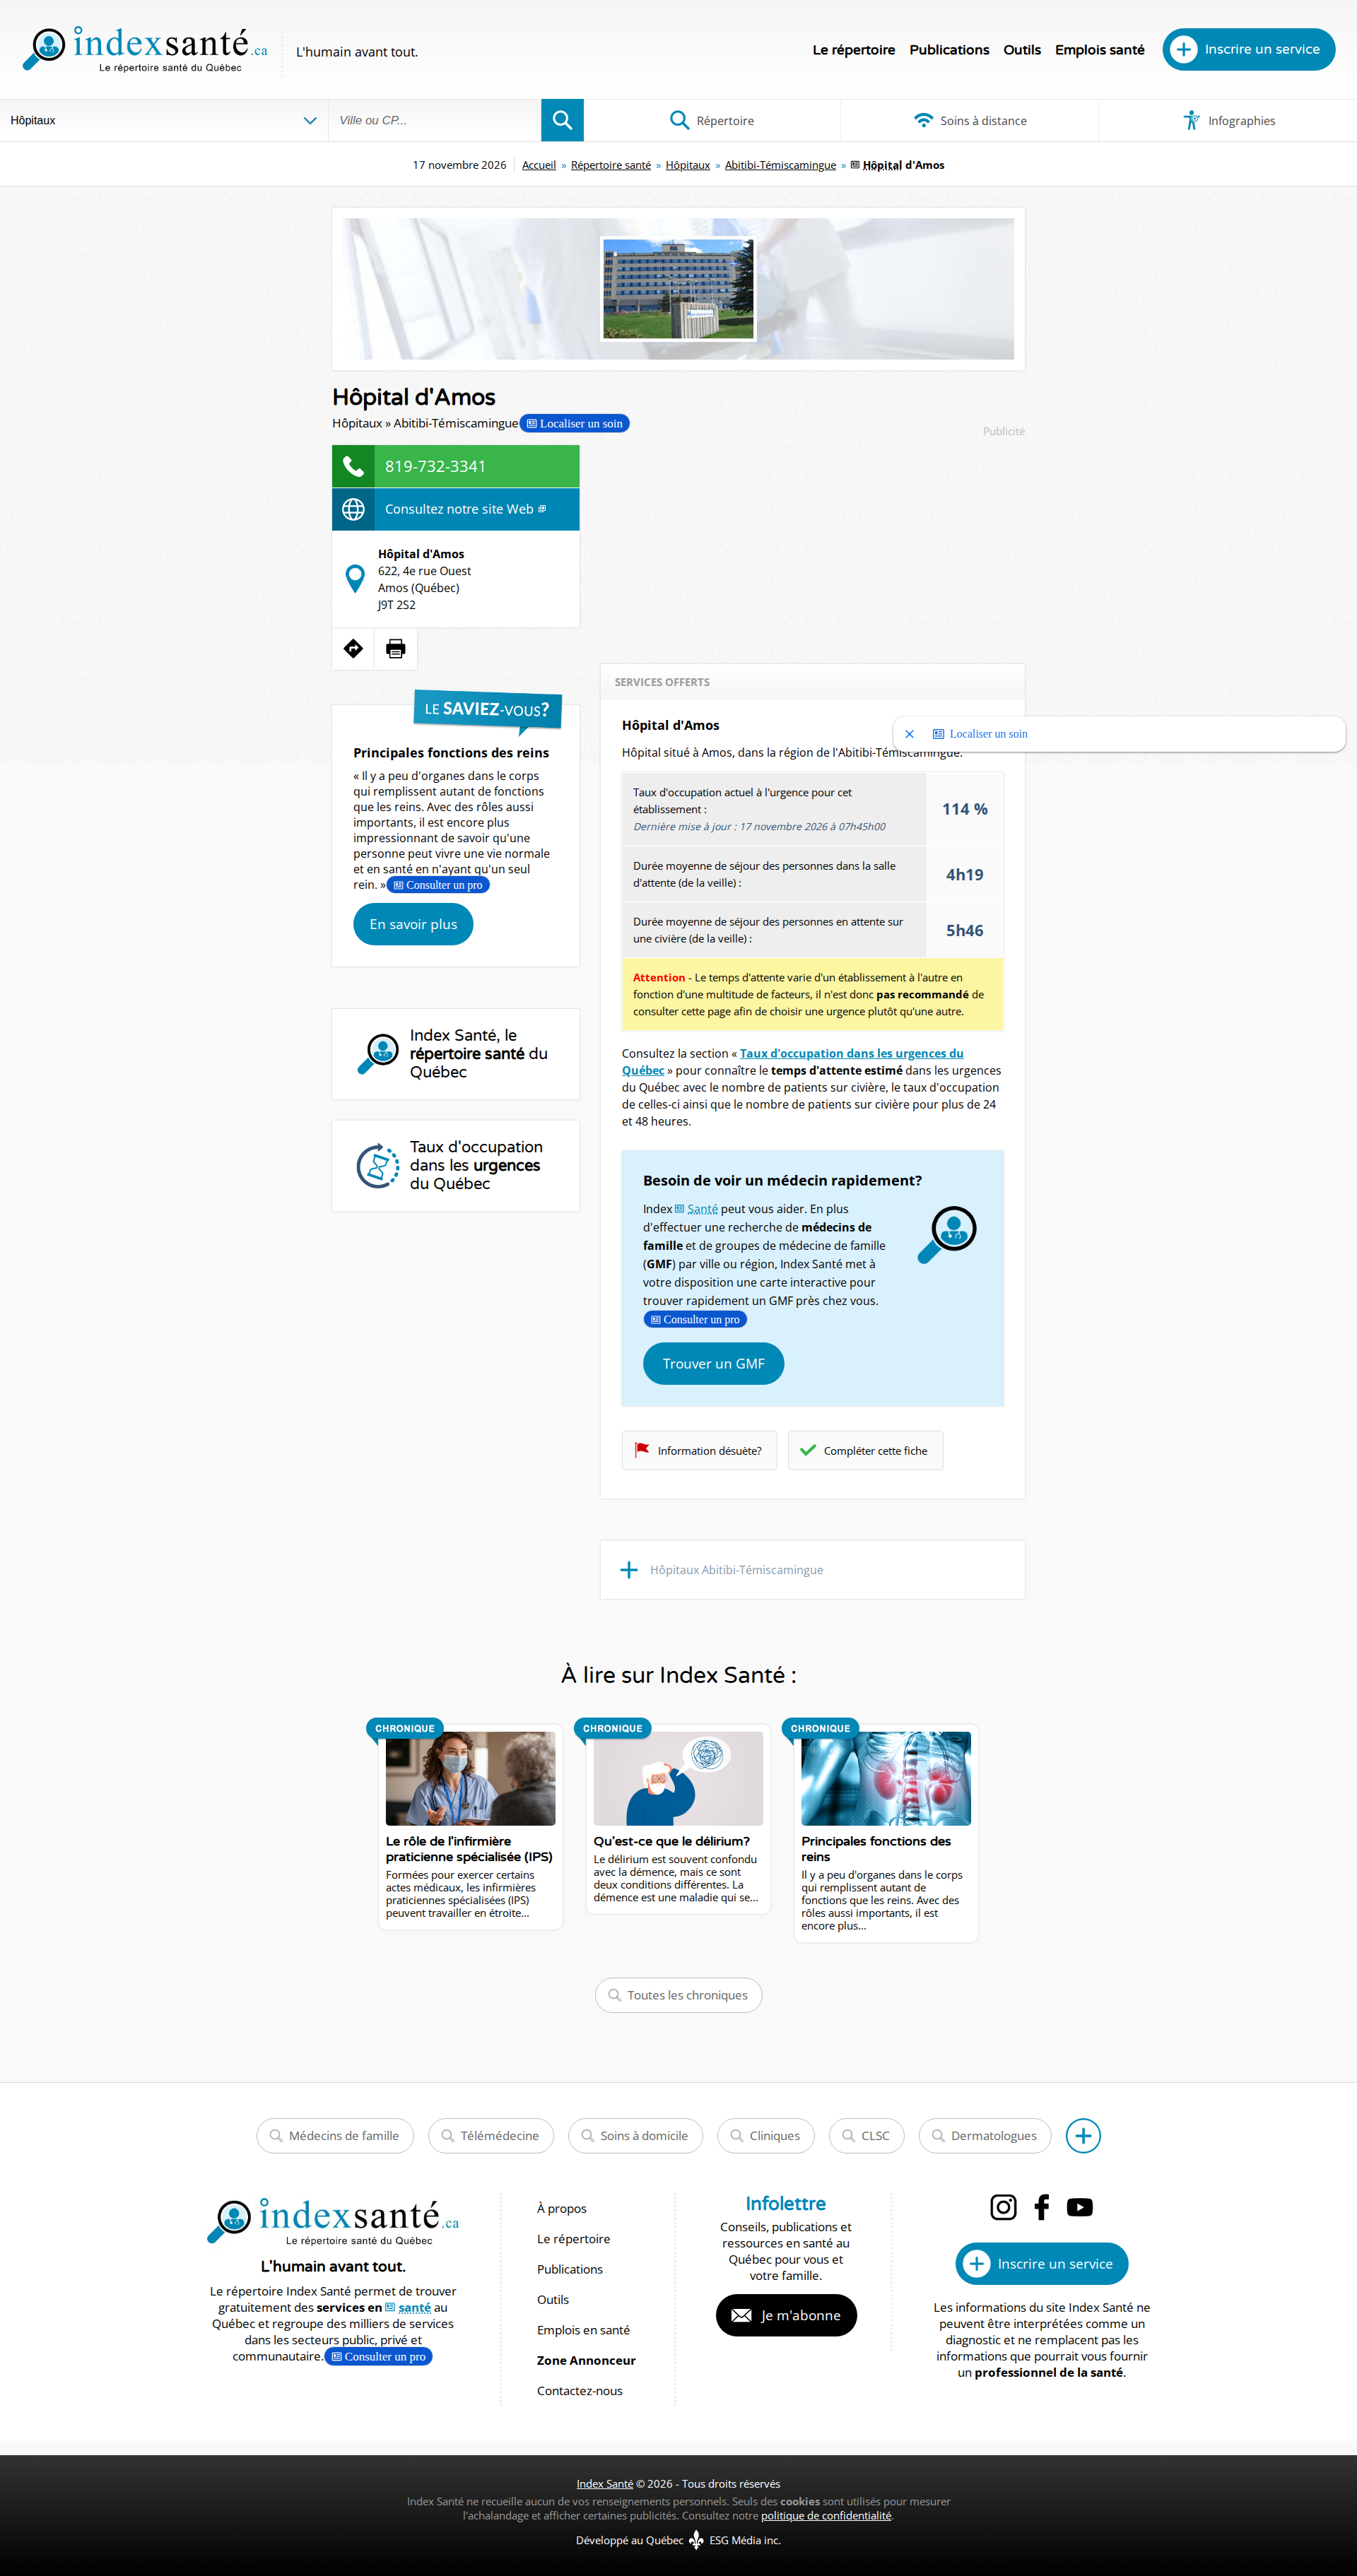 indexsanté.ca
Le répertoire santé du Québec
L'humain avant tout.
Le répertoire
Publications
Outils
Emplois santé
Inscrire un service
Hôpitaux
Ville ou CP...
Répertoire
Soins à distance
Infographies
17 novembre 2026
Accueil » Répertoire santé » Hôpitaux » Abitibi-Témiscamingue » Hôpital d'Amos
Hôpital d'Amos
Hôpitaux » Abitibi-Témiscamingue Localiser un soin
Publicité
819-732-3341
Consultez notre site Web
Hôpital d'Amos
622, 4e rue Ouest
Amos (Québec)
J9T 2S2
LE SAVIEZ-VOUS?
Principales fonctions des reins
« Il y a peu d'organes dans le corps
qui remplissent autant de fonctions
que les reins. Avec des rôles aussi
importants, il est encore plus
impressionnant de savoir qu'une
personne peut vivre une vie normale
et en santé en n'ayant qu'un seul
rein. » Consulter un pro
En savoir plus
Index Santé, le
répertoire santé du
Québec
Taux d'occupation
dans les urgences
du Québec
SERVICES OFFERTS
Hôpital d'Amos
Hôpital situé à Amos, dans la région de l'Abitibi-Témiscamingue.
Localiser un soin
Taux d'occupation actuel à l'urgence pour cet
établissement :
Dernière mise à jour : 17 novembre 2026 à 07h45h00
114 %
Durée moyenne de séjour des personnes dans la salle
d'attente (de la veille) :
4h19
Durée moyenne de séjour des personnes en attente sur
une civière (de la veille) :
5h46
Attention - Le temps d'attente varie d'un établissement à l'autre en
fonction d'une multitude de facteurs, il n'est donc pas recommandé de
consulter cette page afin de choisir une urgence plutôt qu'une autre.
Consultez la section « Taux d'occupation dans les urgences du
Québec » pour connaître le temps d'attente estimé dans les urgences
du Québec avec le nombre de patients sur civière, le taux d'occupation
de celles-ci ainsi que le nombre de patients sur civière pour plus de 24
et 48 heures.
Besoin de voir un médecin rapidement?
Index Santé peut vous aider. En plus
d'effectuer une recherche de médecins de
famille et de groupes de médecine de famille
(GMF) par ville ou région, Index Santé met à
votre disposition une carte interactive pour
trouver rapidement un GMF près chez vous.
Consulter un pro
Trouver un GMF
Information désuète?
Compléter cette fiche
Hôpitaux Abitibi-Témiscamingue
À lire sur Index Santé :
CHRONIQUE
Le rôle de l'infirmière
praticienne spécialisée (IPS)
Formées pour exercer certains
actes médicaux, les infirmières
praticiennes spécialisées (IPS)
peuvent travailler en étroite...
CHRONIQUE
Qu'est-ce que le délirium?
Le délirium est souvent confondu
avec la démence, mais ce sont
deux conditions différentes. La
démence est une maladie qui se...
CHRONIQUE
Principales fonctions des
reins
Il y a peu d'organes dans le corps
qui remplissent autant de
fonctions que les reins. Avec des
rôles aussi importants, il est
encore plus...
Toutes les chroniques
Médecins de famille
Télémédecine
Soins à domicile
Cliniques
CLSC
Dermatologues
indexsanté.ca
Le répertoire santé du Québec
L'humain avant tout.
Le répertoire Index Santé permet de trouver
gratuitement des services en santé au
Québec et regroupe des milliers de services
dans les secteurs public, privé et
communautaire. Consulter un pro
À propos
Le répertoire
Publications
Outils
Emplois en santé
Zone Annonceur
Contactez-nous
Infolettre
Conseils, publications et
ressources en santé au
Québec pour vous et
votre famille.
Je m'abonne
Inscrire un service
Les informations du site Index Santé ne
peuvent être interprétées comme un
diagnostic et ne remplacent pas les
informations que pourrait vous fournir
un professionnel de la santé.
Index Santé © 2026 - Tous droits réservés
Index Santé ne recueille aucun de vos renseignements personnels. Seuls des cookies sont utilisés pour mesurer
l'achalandage et afficher certaines publicités. Consultez notre politique de confidentialité.
Développé au Québec ESG Média inc.